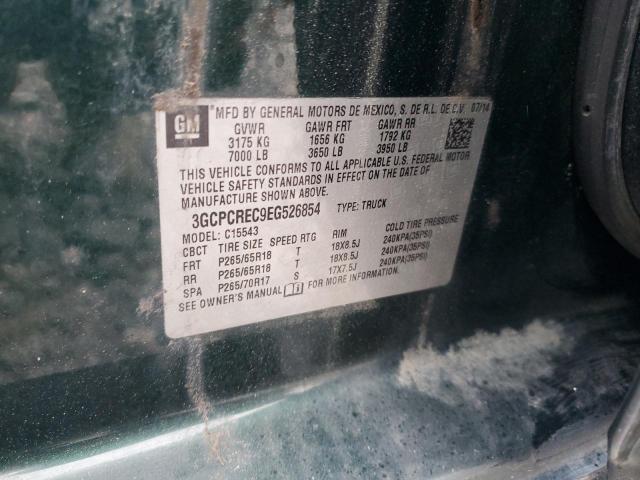 GM
MFD BY GENERAL MOTORS DE MEXICO, S. DE R.L. DE C.V. 07/14
GVWR GAWR FRT GAWR RR
3175 KG 1656 KG 1792 KG
7000 LB 3650 LB 3950 LB
THIS VEHICLE CONFORMS TO ALL APPLICABLE U.S. FEDERAL MOTOR
VEHICLE SAFETY STANDARDS IN EFFECT ON THE DATE OF
MANUFACTURE SHOWN ABOVE.
3GCPCREC9EG526854 TYPE: TRUCK
MODEL: C15543
CBCT TIRE SIZE SPEED RTG RIM COLD TIRE PRESSURE
FRT P265/65R18 T 18X8.5J 240KPA(35PSI)
RR P265/65R18 T 18X8.5J 240KPA(35PSI)
SPA P265/70R17 S 17X7.5J 240KPA(35PSI)
SEE OWNER'S MANUAL FOR MORE INFORMATION.